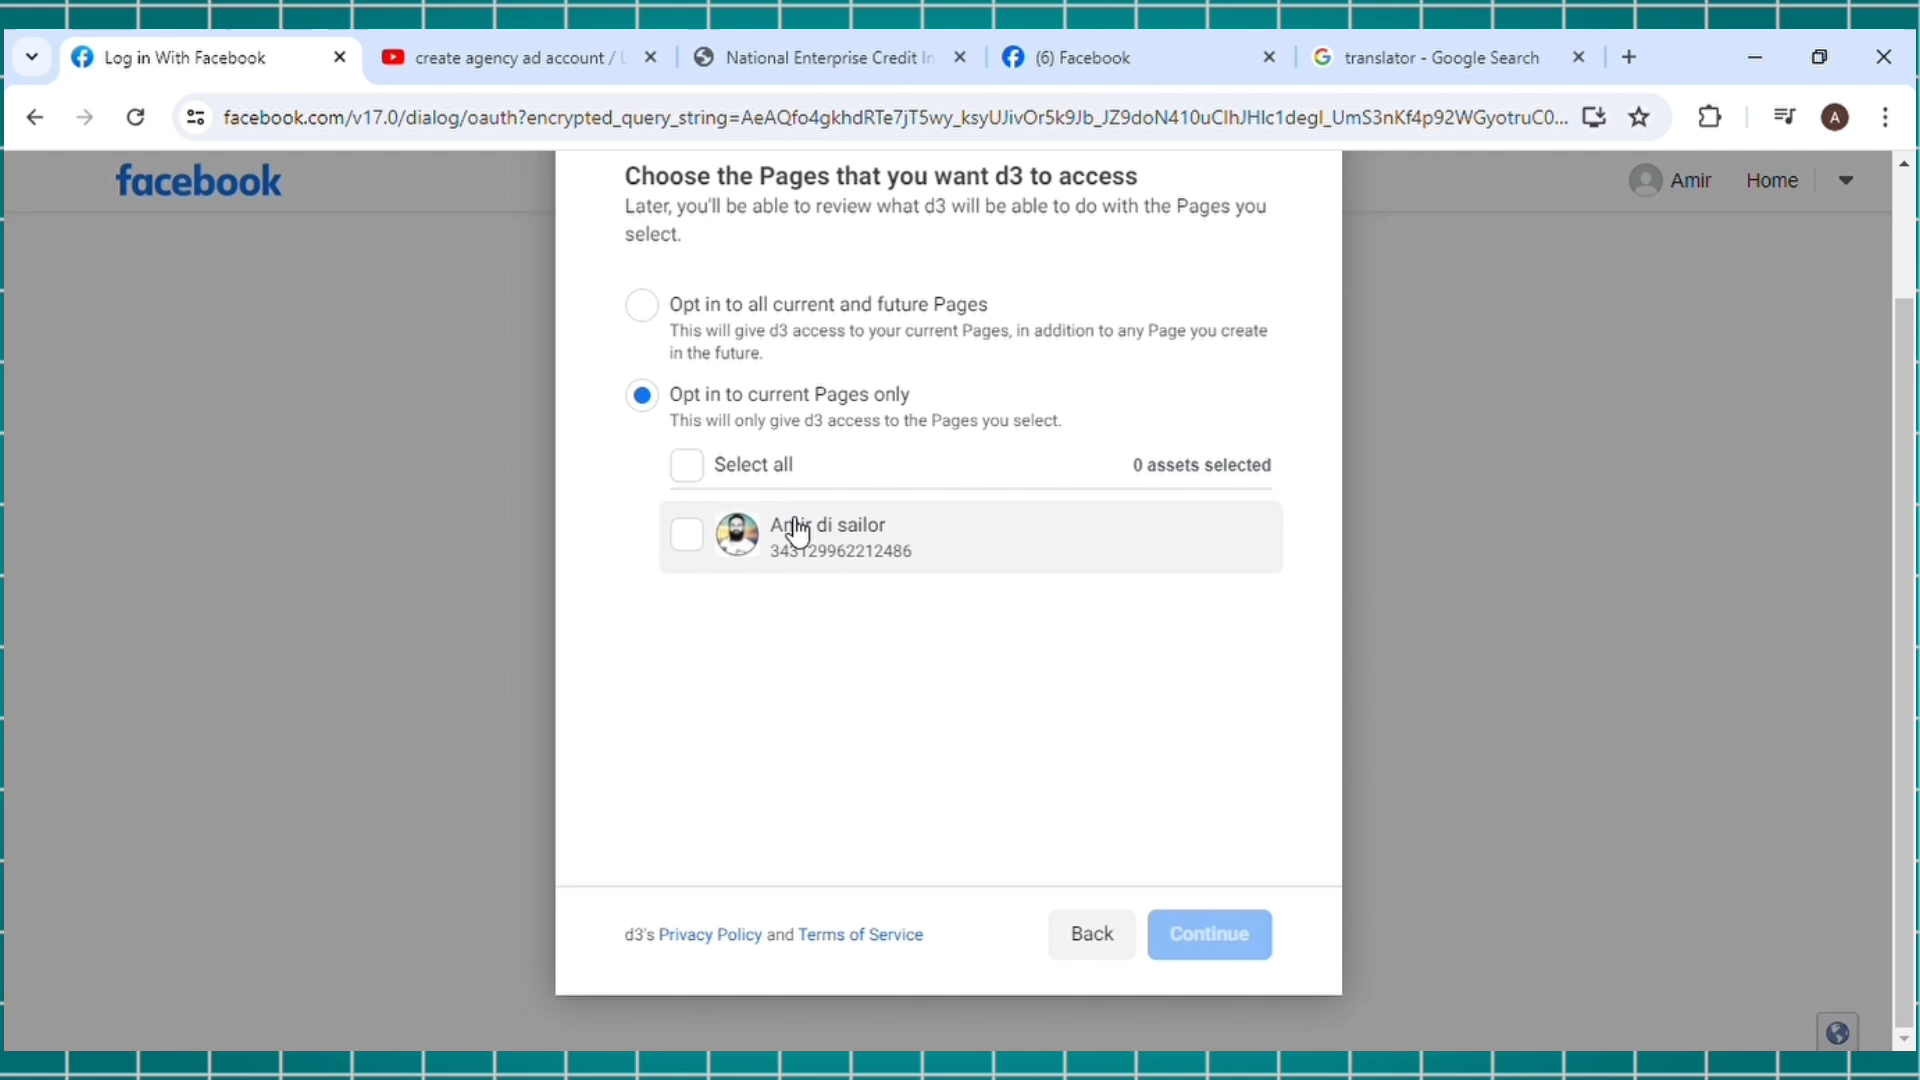 Log in With Facebook
create agency ad account /
National Enterprise Credit In
(6) Facebook
translator - Google Search
facebook.com/v17.0/dialog/oauth?encrypted_query_string=AeAQfo4gkhdRTe7jT5wy_ksyUJivOr5k9Jb_JZ9doN410uClhJHIc1degI_UmS3nKf4p92WGyotruC0...
A
facebook
Amir
Home
Choose the Pages that you want d3 to access
Later, you'll be able to review what d3 will be able to do with the Pages you
select.
Opt in to all current and future Pages
This will give d3 access to your current Pages, in addition to any Page you create
in the future.
Opt in to current Pages only
This will only give d3 access to the Pages you select.
Select all
0 assets selected
Amir di sailor
343129962212486
d3's Privacy Policy and Terms of Service
Back
Continue